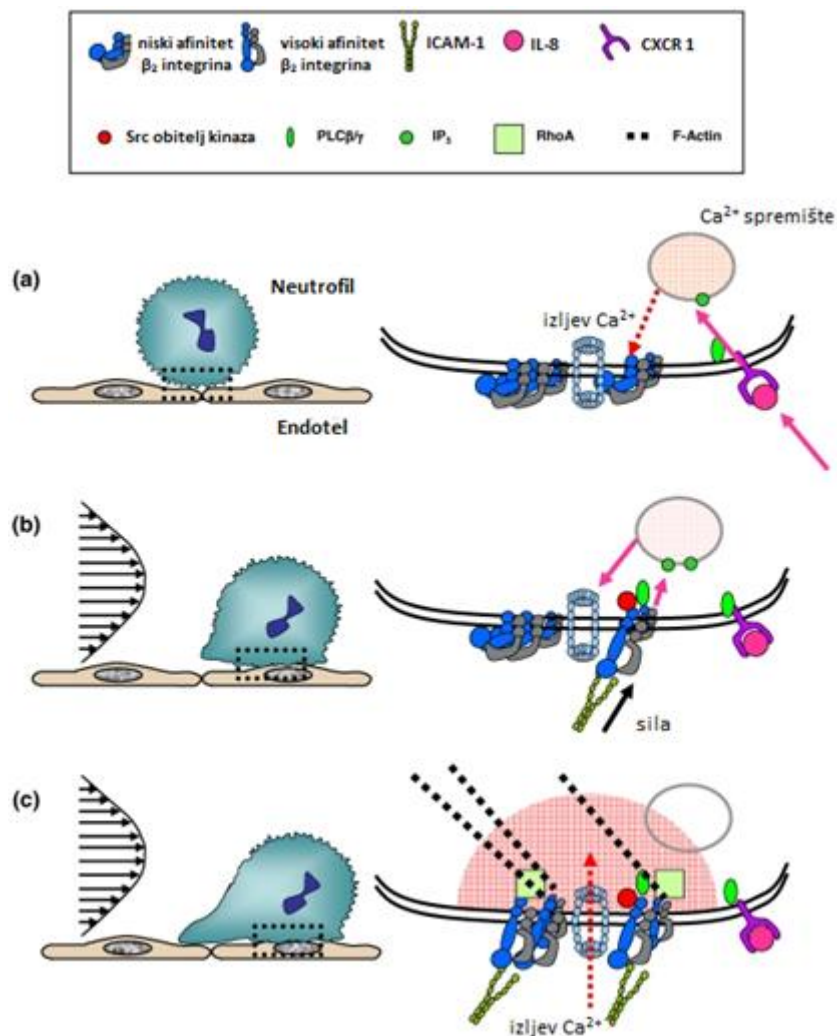 niski afinitet
β₂ integrina
visoki afinitet
β₂ integrina
ICAM-1
IL-8
CXCR 1
Src obitelj kinaza
PLCβ/γ
IP₃
RhoA
F-Actin
(a)
Neutrofil
Endotel
Ca²⁺ spremište
izljev Ca²⁺
(b)
sila
(c)
izljev Ca²⁺